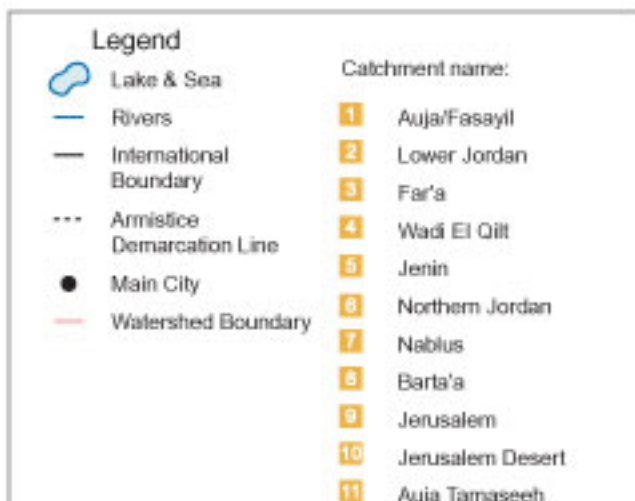 Legend
Lake & Sea
Rivers
International
Boundary
Armistice
Demarcation Line
Main City
Watershed Boundary
Catchment name:
1 Auja/Fasayil
2 Lower Jordan
3 Far'a
4 Wadi El Qilt
5 Jenin
6 Northern Jordan
7 Nablus
8 Barta'a
9 Jerusalem
10 Jerusalem Desert
11 Auja Tamaseeh